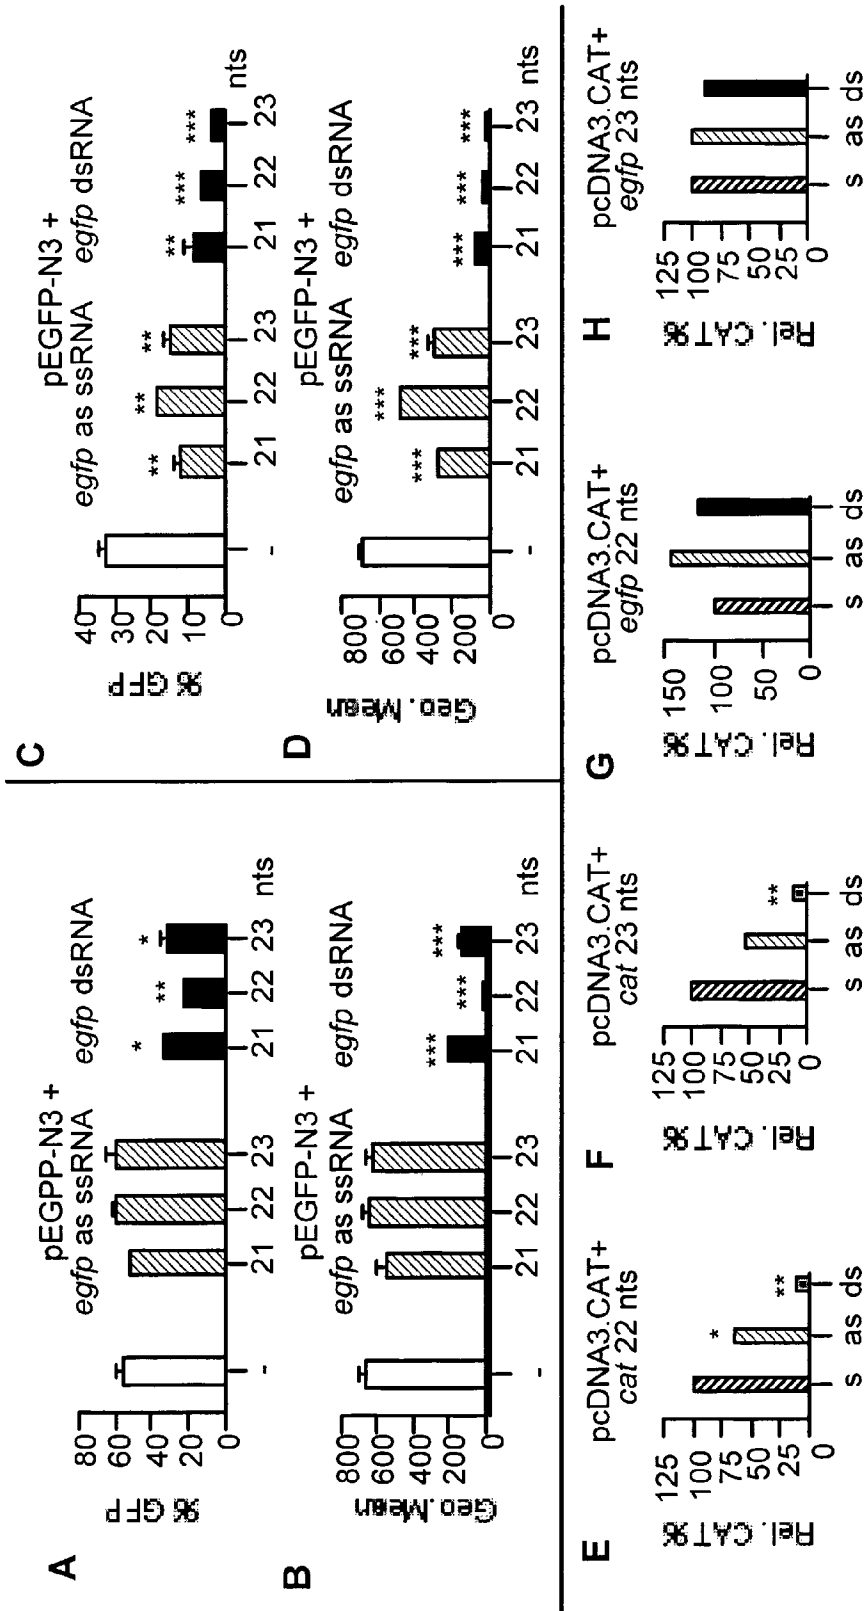 A
pEGPP-N3 +
egfp as ssRNA egfp dsRNA
% GFP
80
60
40
20
0
* ** *
- 21 22 23 21 22 23 nts
B
pEGFP-N3 +
egfp as ssRNA egfp dsRNA
Geo.Mean
800
600
400
200
0
*** *** ***
- 21 22 23 21 22 23 nts
C
pEGFP-N3 +
egfp as ssRNA egfp dsRNA
% GFP
40
30
20
10
0
** ** ** ** *** ***
- 21 22 23 21 22 23 nts
D
pEGFP-N3 +
egfp as ssRNA egfp dsRNA
Geo.Mean
800
600
400
200
0
*** *** *** *** *** ***
- 21 22 23 21 22 23 nts
E
pcDNA3.CAT+
cat 22 nts
Rel. CAT%
125
100
75
50
25
0
* **
s as ds
F
pcDNA3.CAT+
cat 23 nts
Rel. CAT%
125
100
75
50
25
0
**
s as ds
G
pcDNA3.CAT+
egfp 22 nts
Rel. CAT%
150
100
50
0
s as ds
H
pcDNA3.CAT+
egfp 23 nts
Rel. CAT%
125
100
75
50
25
0
s as ds